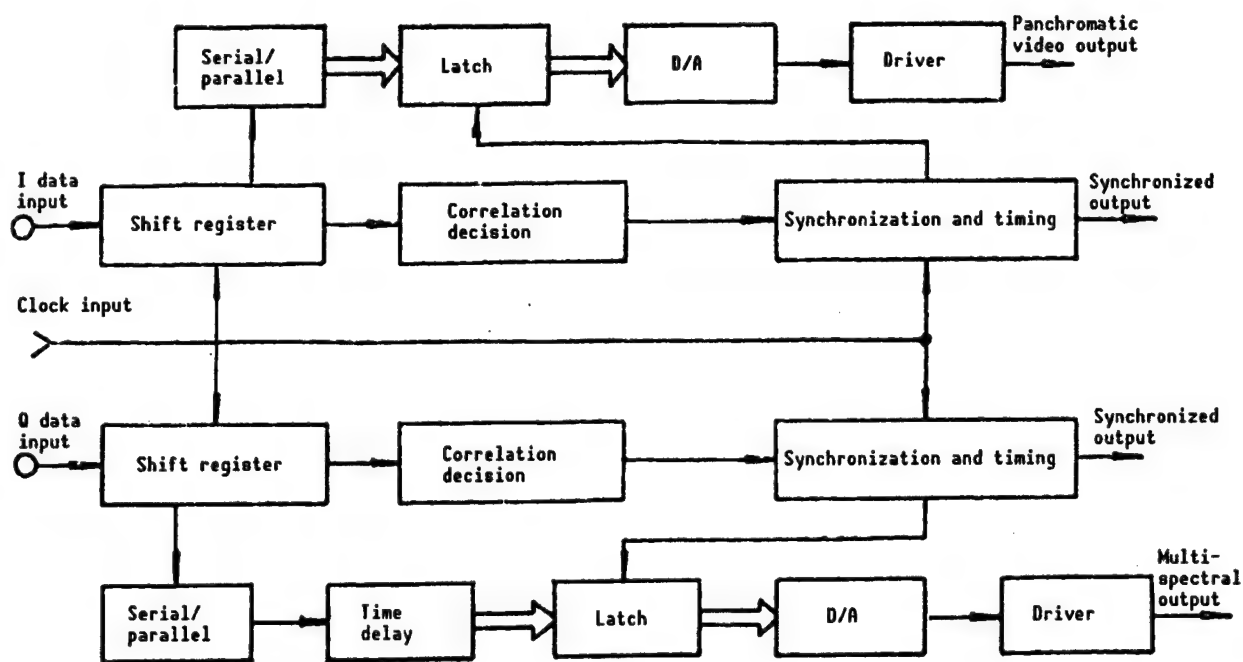 Panchromatic
video output
Serial/
parallel
Latch
D/A
Driver
I data
input
Shift register
Correlation
decision
Synchronization and timing
Synchronized
output
Clock input
Q data
input
Shift register
Correlation
decision
Synchronization and timing
Synchronized
output
Serial/
parallel
Time
delay
Latch
D/A
Driver
Multi-
spectral
output